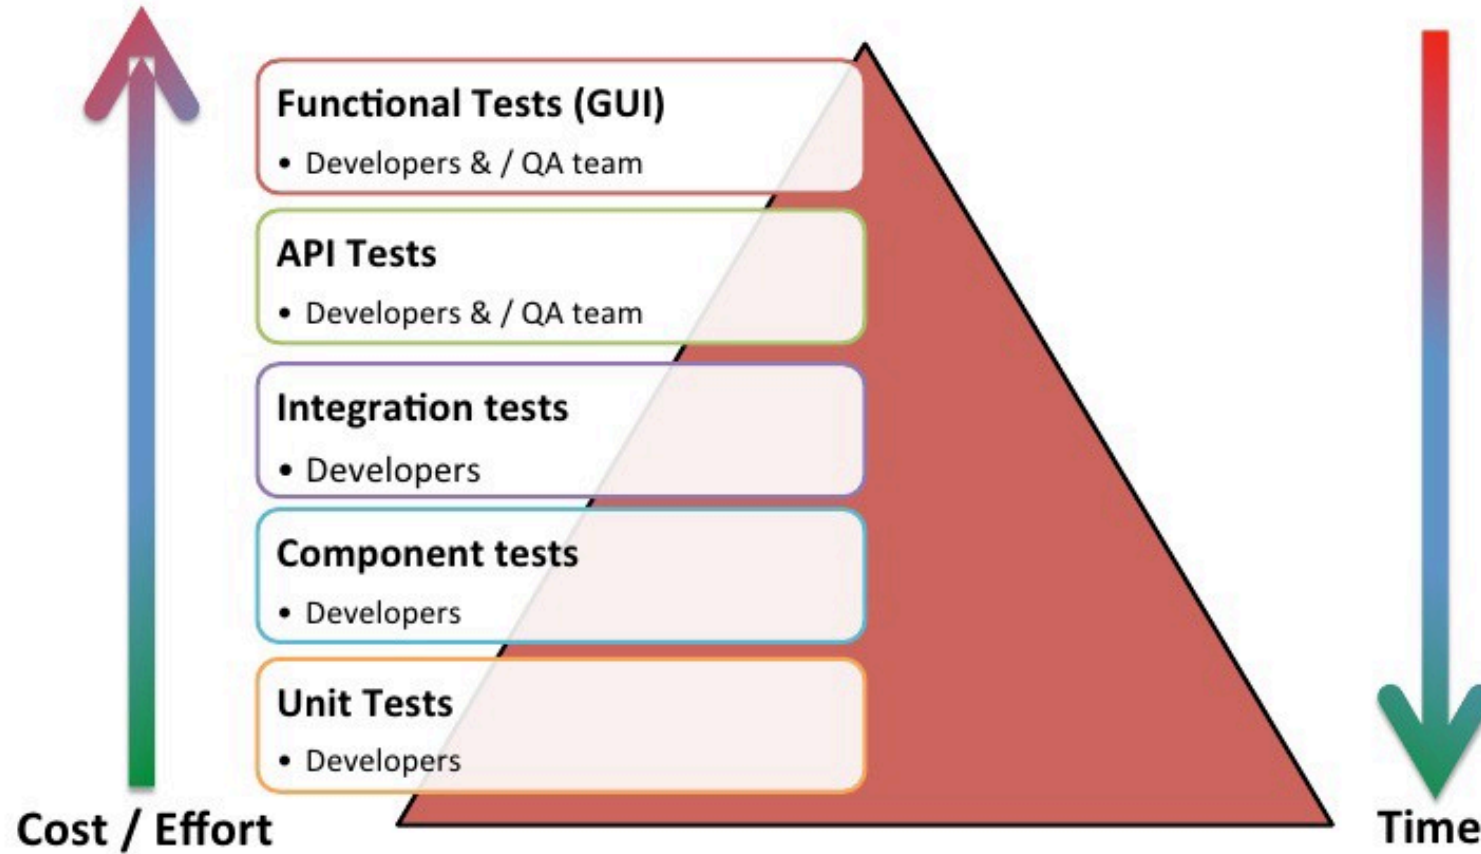 Functional Tests (GUI)
• Developers & / QA team
API Tests
• Developers & / QA team
Integration tests
• Developers
Component tests
• Developers
Unit Tests
• Developers
Cost / Effort
Time